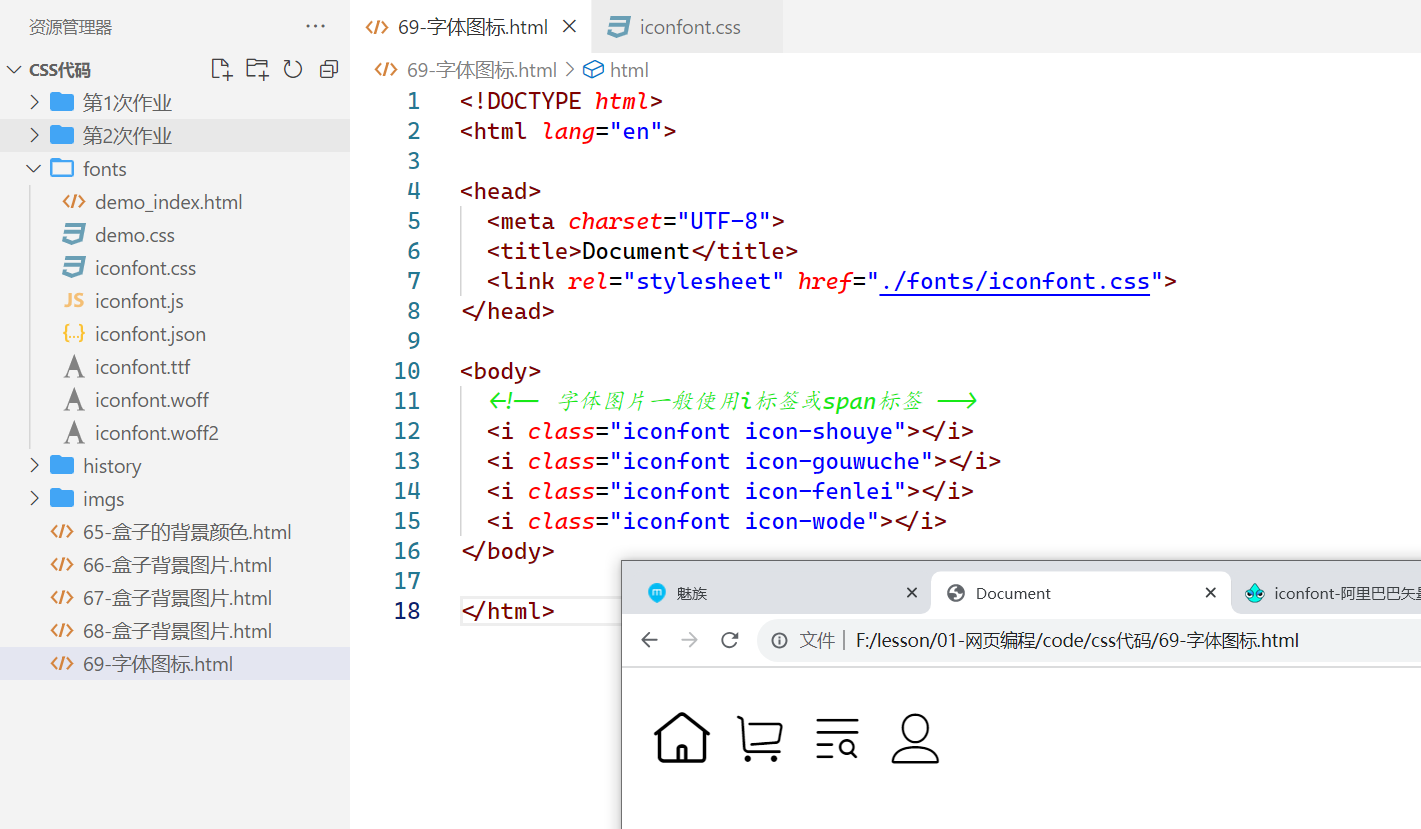 资源管理器 ···
CSS代码
第1次作业
第2次作业
fonts
demo_index.html
demo.css
iconfont.css
iconfont.js
iconfont.json
iconfont.ttf
iconfont.woff
iconfont.woff2
history
imgs
65-盒子的背景颜色.html
66-盒子背景图片.html
67-盒子背景图片.html
68-盒子背景图片.html
69-字体图标.html
69-字体图标.html
iconfont.css
69-字体图标.html > html
1 <!DOCTYPE html>
2 <html lang="en">
3
4 <head>
5 <meta charset="UTF-8">
6 <title>Document</title>
7 <link rel="stylesheet" href="./fonts/iconfont.css">
8 </head>
9
10 <body>
11 <!-- 字体图片一般使用i标签或span标签 -->
12 <i class="iconfont icon-shouye"></i>
13 <i class="iconfont icon-gouwuche"></i>
14 <i class="iconfont icon-fenlei"></i>
15 <i class="iconfont icon-wode"></i>
16 </body>
17
18 </html>
魅族
Document
iconfont-阿里巴巴矢
文件 | F:/lesson/01-网页编程/code/css代码/69-字体图标.html